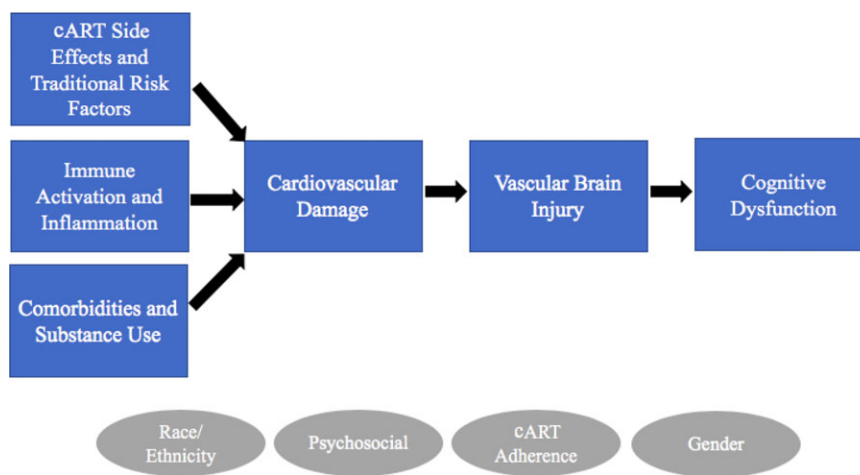 cART Side
Effects and
Traditional Risk
Factors
Immune
Activation and
Inflammation
Comorbidities and
Substance Use
Cardiovascular
Damage
Vascular Brain
Injury
Cognitive
Dysfunction
Race/
Ethnicity
Psychosocial
cART
Adherence
Gender